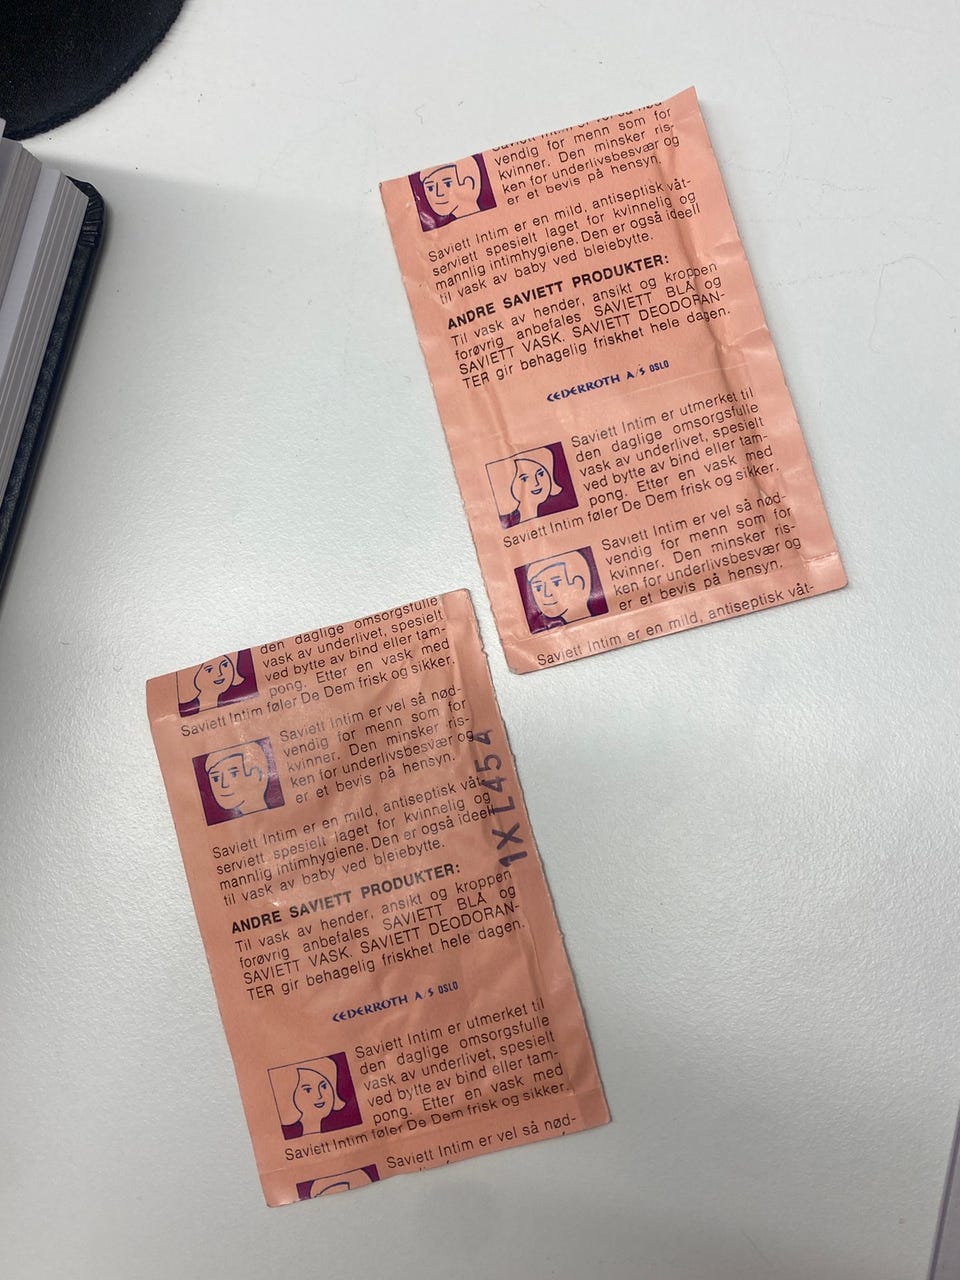 vendig for menn som for
kvinner. Den minsker ris-
ken for underlivsbesvær og
er et bevis på hensyn.
Saviett Intim er en mild, antiseptisk våt-
serviett spesielt laget for kvinnelig og
mannlig intimhygiene. Den er også ideell
til vask av baby ved bleiebytte.
ANDRE SAVIETT PRODUKTER:
Til vask av hender, ansikt og kroppen
forøvrig anbefales SAVIETT BLÅ og
SAVIETT VASK. SAVIETT DEODORAN-
TER gir behagelig friskhet hele dagen.
CEDERROTH A/S OSLO
Saviett Intim er utmerket til
den daglige omsorgsfulle
vask av underlivet, spesielt
ved bytte av bind eller tam-
pong. Etter en vask med
Saviett Intim føler De Dem frisk og sikker.
Saviett Intim er vel så nød-
vendig for menn som for
kvinner. Den minsker ris-
ken for underlivsbesvær og
er et bevis på hensyn.
Saviett Intim er en mild, antiseptisk våt-
den daglige omsorgsfulle
vask av underlivet, spesielt
ved bytte av bind eller tam-
pong. Etter en vask med
Saviett Intim føler De Dem frisk og sikker.
Saviett Intim er vel så nød-
vendig for menn som for
kvinner. Den minsker ris-
ken for underlivsbesvær og
er et bevis på hensyn.
Saviett Intim er en mild, antiseptisk våt-
serviett spesielt laget for kvinnelig og
mannlig intimhygiene. Den er også ideell
til vask av baby ved bleiebytte.
ANDRE SAVIETT PRODUKTER:
Til vask av hender, ansikt og kroppen
forøvrig anbefales SAVIETT BLÅ og
SAVIETT VASK. SAVIETT DEODORAN-
TER gir behagelig friskhet hele dagen.
CEDERROTH A/S OSLO
Saviett Intim er utmerket til
den daglige omsorgsfulle
vask av underlivet, spesielt
ved bytte av bind eller tam-
pong. Etter en vask med
Saviett Intim føler De Dem frisk og sikker.
Saviett Intim er vel så nød-
1X L454